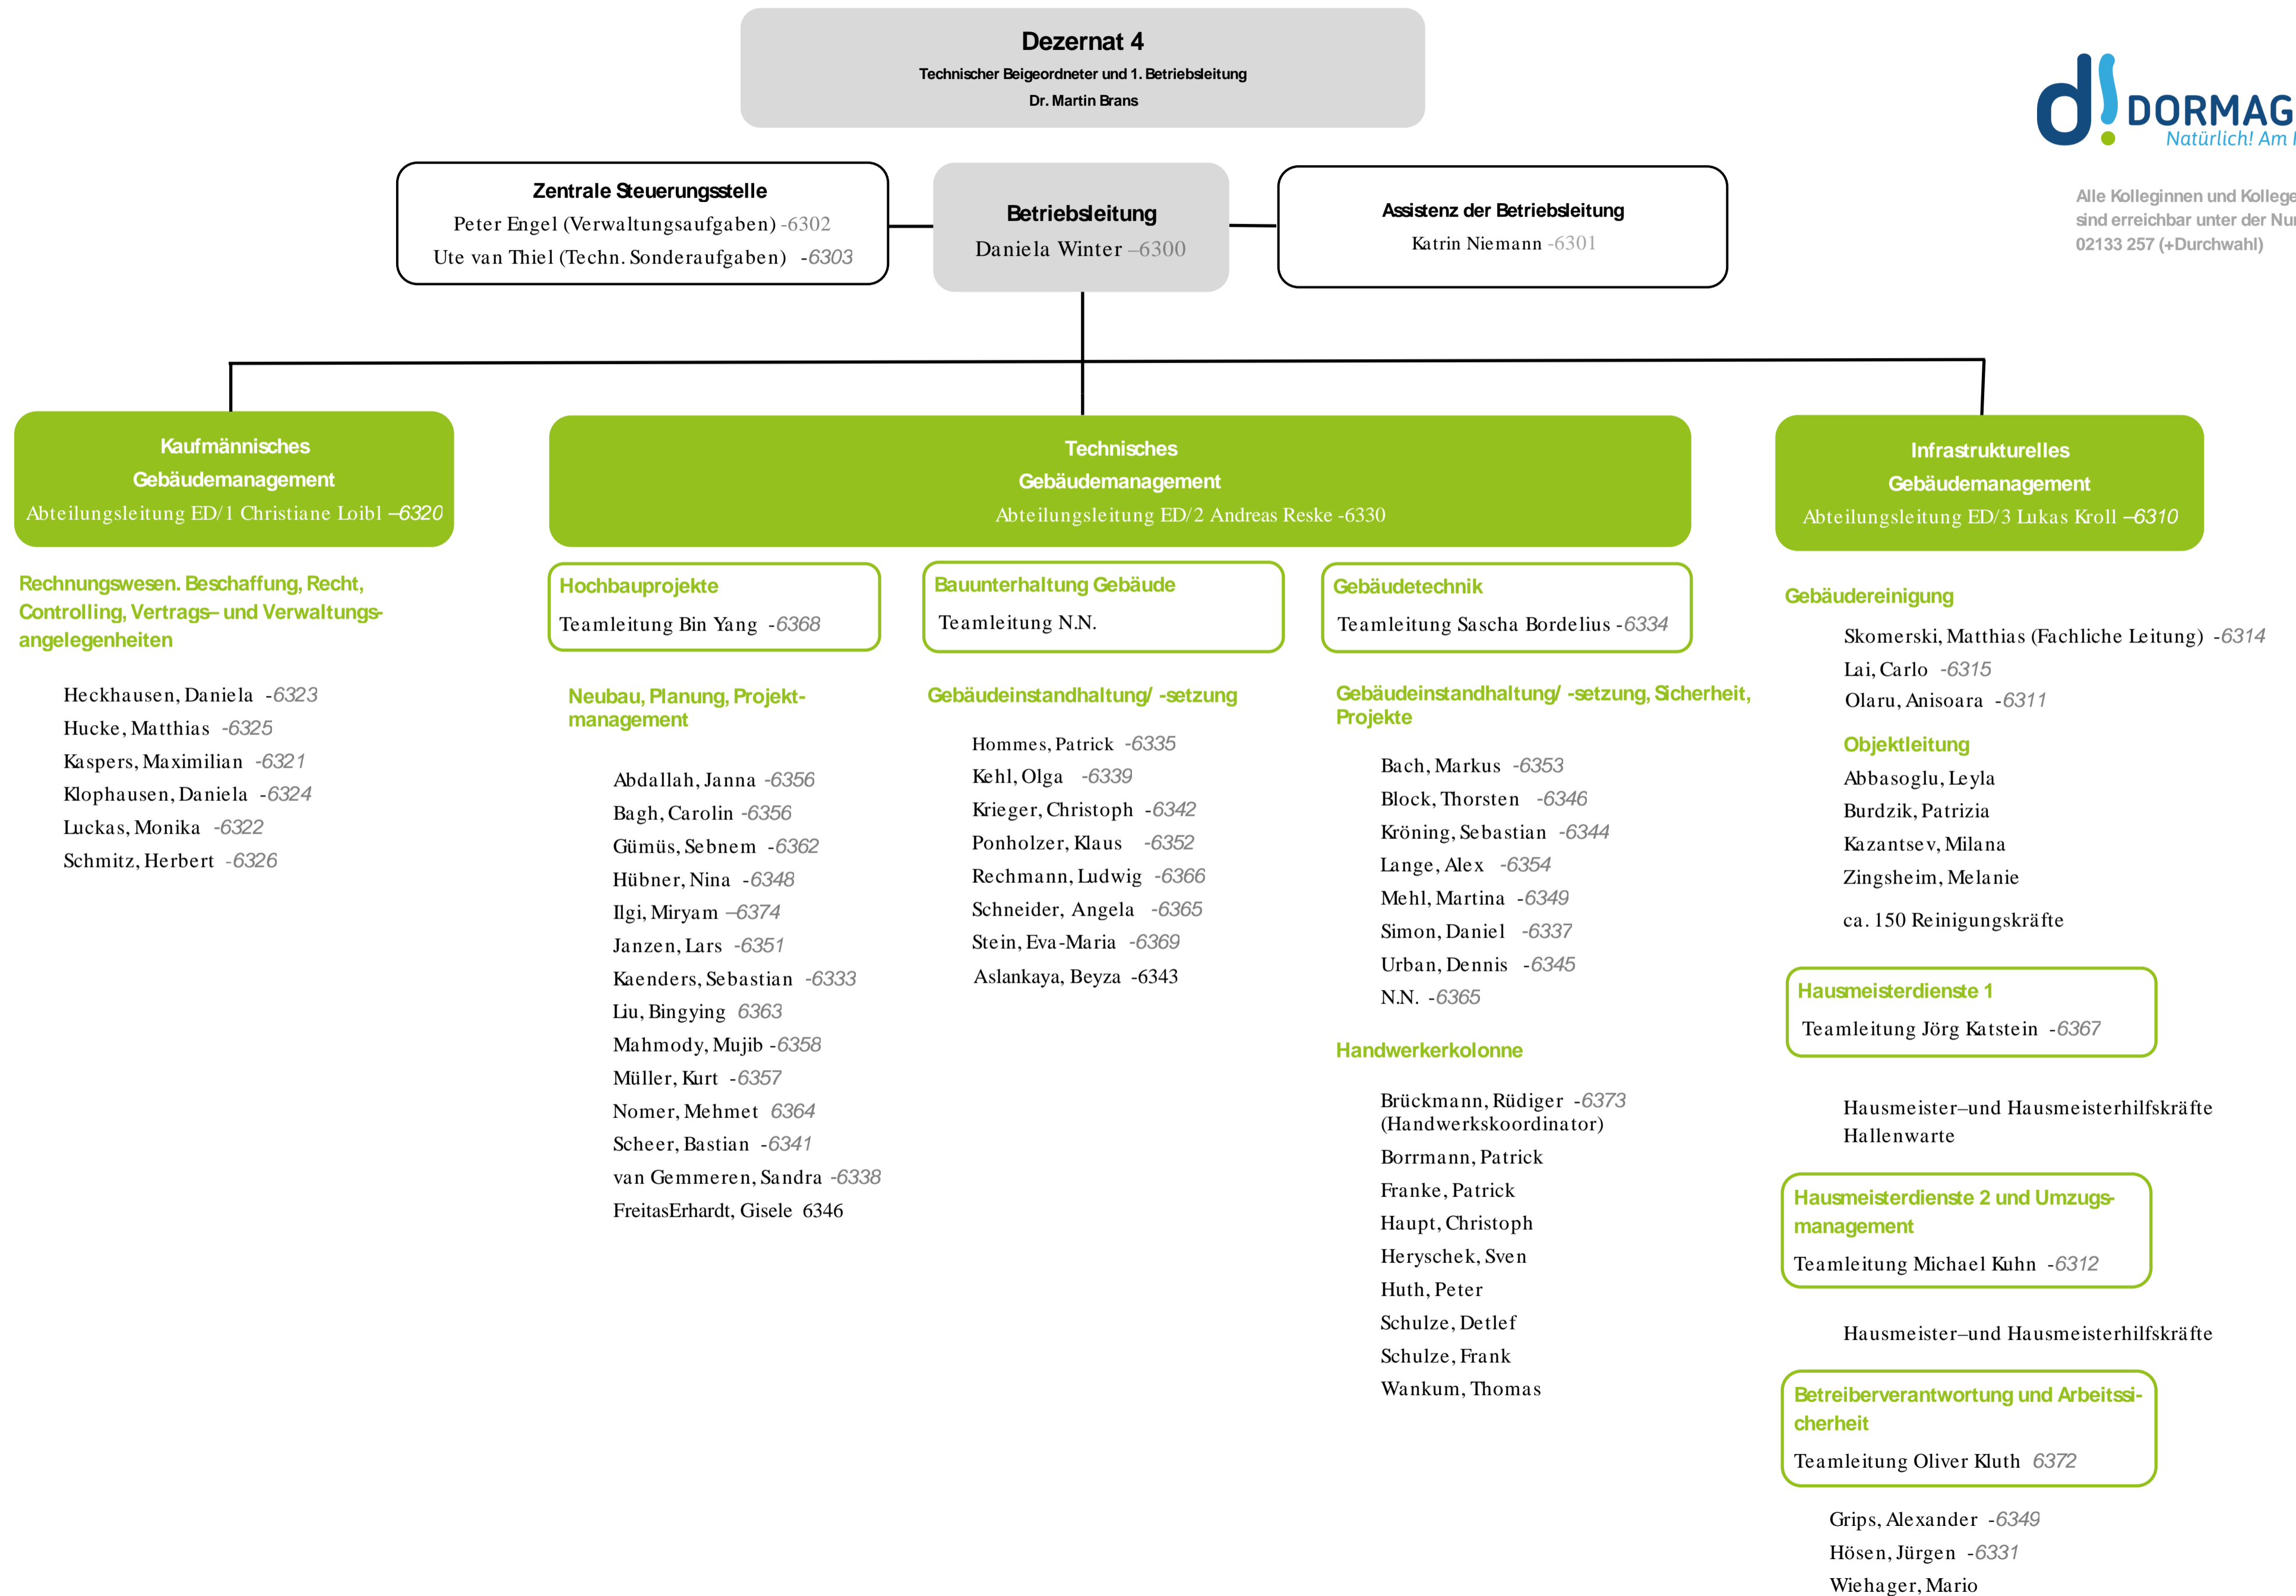 Dezernat 4
Technischer Beigeordneter und 1. Betriebsleitung
Dr. Martin Brans
d! DORMAG
Natürlich! Am
Alle Kolleginnen und Kollege
sind erreichbar unter der Nu
02133 257 (+Durchwahl)
Zentrale Steuerungsstelle
Peter Engel (Verwaltungsaufgaben) -6302
Ute van Thiel (Techn. Sonderaufgaben) -6303
Betriebsleitung
Daniela Winter –6300
Assistenz der Betriebsleitung
Katrin Niemann -6301
Kaufmännisches
Gebäudemanagement
Abteilungsleitung ED/1 Christiane Loibl –6320
Rechnungswesen. Beschaffung, Recht,
Controlling, Vertrags– und Verwaltungs-
angelegenheiten
Heckhausen, Daniela -6323
Hucke, Matthias -6325
Kaspers, Maximilian -6321
Klophausen, Daniela -6324
Luckas, Monika -6322
Schmitz, Herbert -6326
Technisches
Gebäudemanagement
Abteilungsleitung ED/2 Andreas Reske -6330
Hochbauprojekte
Teamleitung Bin Yang -6368
Neubau, Planung, Projekt-
management
Abdallah, Janna -6356
Bagh, Carolin -6356
Gümüs, Sebnem -6362
Hübner, Nina -6348
Ilgi, Miryam –6374
Janzen, Lars -6351
Kaenders, Sebastian -6333
Liu, Bingying 6363
Mahmody, Mujib -6358
Müller, Kurt -6357
Nomer, Mehmet 6364
Scheer, Bastian -6341
van Gemmeren, Sandra -6338
FreitasErhardt, Gisele 6346
Bauunterhaltung Gebäude
Teamleitung N.N.
Gebäudeinstandhaltung/ -setzung
Hommes, Patrick -6335
Kehl, Olga -6339
Krieger, Christoph -6342
Ponholzer, Klaus -6352
Rechmann, Ludwig -6366
Schneider, Angela -6365
Stein, Eva-Maria -6369
Aslankaya, Beyza -6343
Gebäudetechnik
Teamleitung Sascha Bordelius -6334
Gebäudeinstandhaltung/ -setzung, Sicherheit,
Projekte
Bach, Markus -6353
Block, Thorsten -6346
Kröning, Sebastian -6344
Lange, Alex -6354
Mehl, Martina -6349
Simon, Daniel -6337
Urban, Dennis -6345
N.N. -6365
Handwerkerkolonne
Brückmann, Rüdiger -6373
(Handwerkskoordinator)
Borrmann, Patrick
Franke, Patrick
Haupt, Christoph
Heryschek, Sven
Huth, Peter
Schulze, Detlef
Schulze, Frank
Wankum, Thomas
Infrastrukturelles
Gebäudemanagement
Abteilungsleitung ED/3 Lukas Kroll –6310
Gebäudereinigung
Skomerski, Matthias (Fachliche Leitung) -6314
Lai, Carlo -6315
Olaru, Anisoara -6311
Objektleitung
Abbasoglu, Leyla
Burdzik, Patrizia
Kazantsev, Milana
Zingsheim, Melanie
ca. 150 Reinigungskräfte
Hausmeisterdienste 1
Teamleitung Jörg Katstein -6367
Hausmeister–und Hausmeisterhilfskräfte
Hallenwarte
Hausmeisterdienste 2 und Umzugs-
management
Teamleitung Michael Kuhn -6312
Hausmeister–und Hausmeisterhilfskräfte
Betreiberverantwortung und Arbeitssi-
cherheit
Teamleitung Oliver Kluth 6372
Grips, Alexander -6349
Hösen, Jürgen -6331
Wiehager, Mario